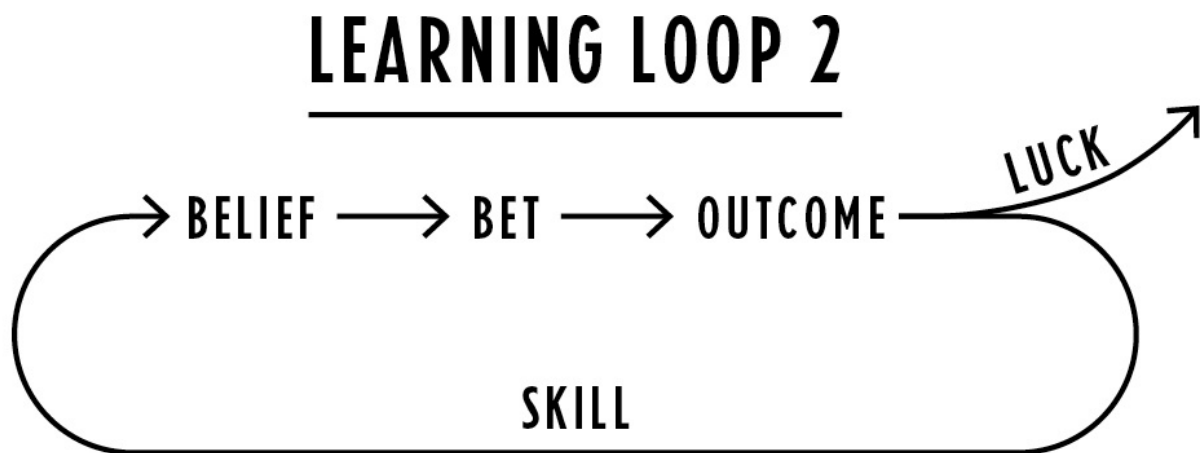 LEARNING LOOP 2
LUCK
BELIEF BET OUTCOME
SKILL